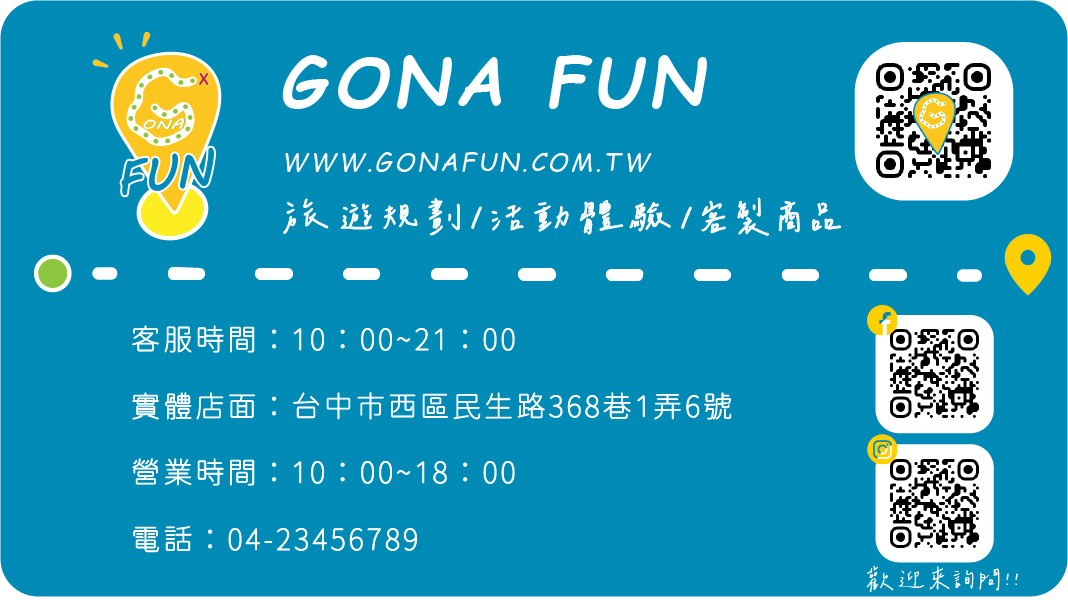 X
GONA
FUN
GONA FUN
WWW.GONAFUN.COM.TW
旅遊規劃/活動體驗/客製商品
客服時間：10：00~21：00
實體店面：台中市西區民生路368巷1弄6號
營業時間：10：00~18：00
電話：04-23456789
歡迎來詢問!!